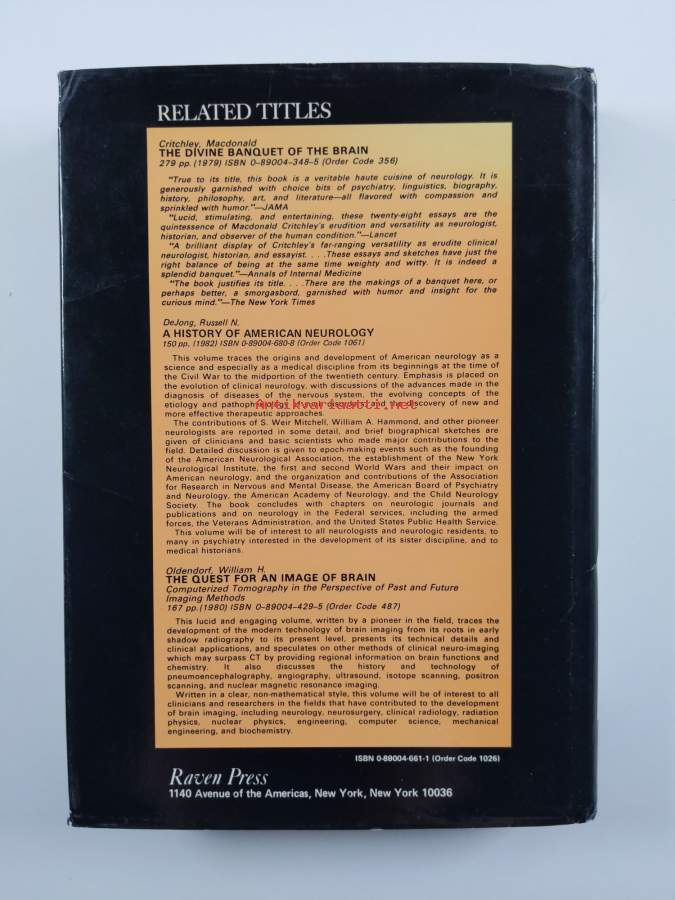 RELATED TITLES
Critchley, Macdonald
THE DIVINE BANQUET OF THE BRAIN
279 pp. (1979) ISBN 0–89004–348–5 (Order Code 356)
"True to its title, this book is a veritable haute cuisine of neurology. It is
generously garnished with choice bits of psychiatry, linguistics, biography,
history, philosophy, art, and literature—all flavored with compassion and
sprinkled with humor."—JAMA
"Lucid, stimulating, and entertaining, these twenty-eight essays are the
quintessence of Macdonald Critchley's erudition and versatility as neurologist,
historian, and observer of the human condition."—Lancet
"A brilliant display of Critchley's far-ranging versatility as erudite clinical
neurologist, historian, and essayist. . . .These essays and sketches have just the
right balance of being at the same time weighty and witty. It is indeed a
splendid banquet."—Annals of Internal Medicine
"The book justifies its title. . . .There are the makings of a banquet here, or
perhaps better, a smorgasbord, garnished with humor and insight for the
curious mind."—The New York Times
DeJong, Russell N.
A HISTORY OF AMERICAN NEUROLOGY
150 pp. (1982) ISBN 0-89004-680-8 (Order Code 1061)
This volume traces the origins and development of American neurology as a
science and especially as a medical discipline from its beginnings at the time of
the Civil War to the midportion of the twentieth century. Emphasis is placed on
the evolution of clinical neurology, with discussions of the advances made in the
diagnosis of diseases of the nervous system, the evolving concepts of the
etiology and pathophysiology of these diseases, and the discovery of new and
Antikvariaatti.net
more effective therapeutic approaches.
The contributions of S. Weir Mitchell, William A. Hammond, and other pioneer
neurologists are reported in some detail, and brief biographical sketches are
given of clinicians and basic scientists who made major contributions to the
field. Detailed discussion is given to epoch-making events such as the founding
of the American Neurological Association, the establishment of the New York
Neurological Institute, the first and second World Wars and their impact on
American neurology, and the organization and contributions of the Association
for Research in Nervous and Mental Disease, the American Board of Psychiatry
and Neurology, the American Academy of Neurology, and the Child Neurology
Society. The book concludes with chapters on neurologic journals and
publications and on neurology in the Federal services, including the armed
forces, the Veterans Administration, and the United States Public Health Service.
This volume will be of interest to all neurologists and neurologic residents, to
many in psychiatry interested in the development of its sister discipline, and to
medical historians.
Oldendorf, William H.
THE QUEST FOR AN IMAGE OF BRAIN
Computerized Tomography in the Perspective of Past and Future
Imaging Methods
167 pp. (1980) ISBN 0–89004–429–5 (Order Code 487)
This lucid and engaging volume, written by a pioneer in the field, traces the
development of the modern technology of brain imaging from its roots in early
shadow radiography to its present level, presents its technical details and
clinical applications, and speculates on other methods of clinical neuro-imaging
which may surpass CT by providing regional information on brain functions and
chemistry. It also discusses the history and technology of
pneumoencephalography, angiography, ultrasound, isotope scanning, positron
scanning, and nuclear magnetic resonance imaging.
Written in a clear, non-mathematical style, this volume will be of interest to all
clinicians and researchers in the fields that have contributed to the development
of brain imaging, including neurology, neurosurgery, clinical radiology, radiation
physics, nuclear physics, engineering, computer science, mechanical
engineering, and biochemistry.
ISBN 0-89004-661-1 (Order Code 1026)
Raven Press
1140 Avenue of the Americas, New York, New York 10036